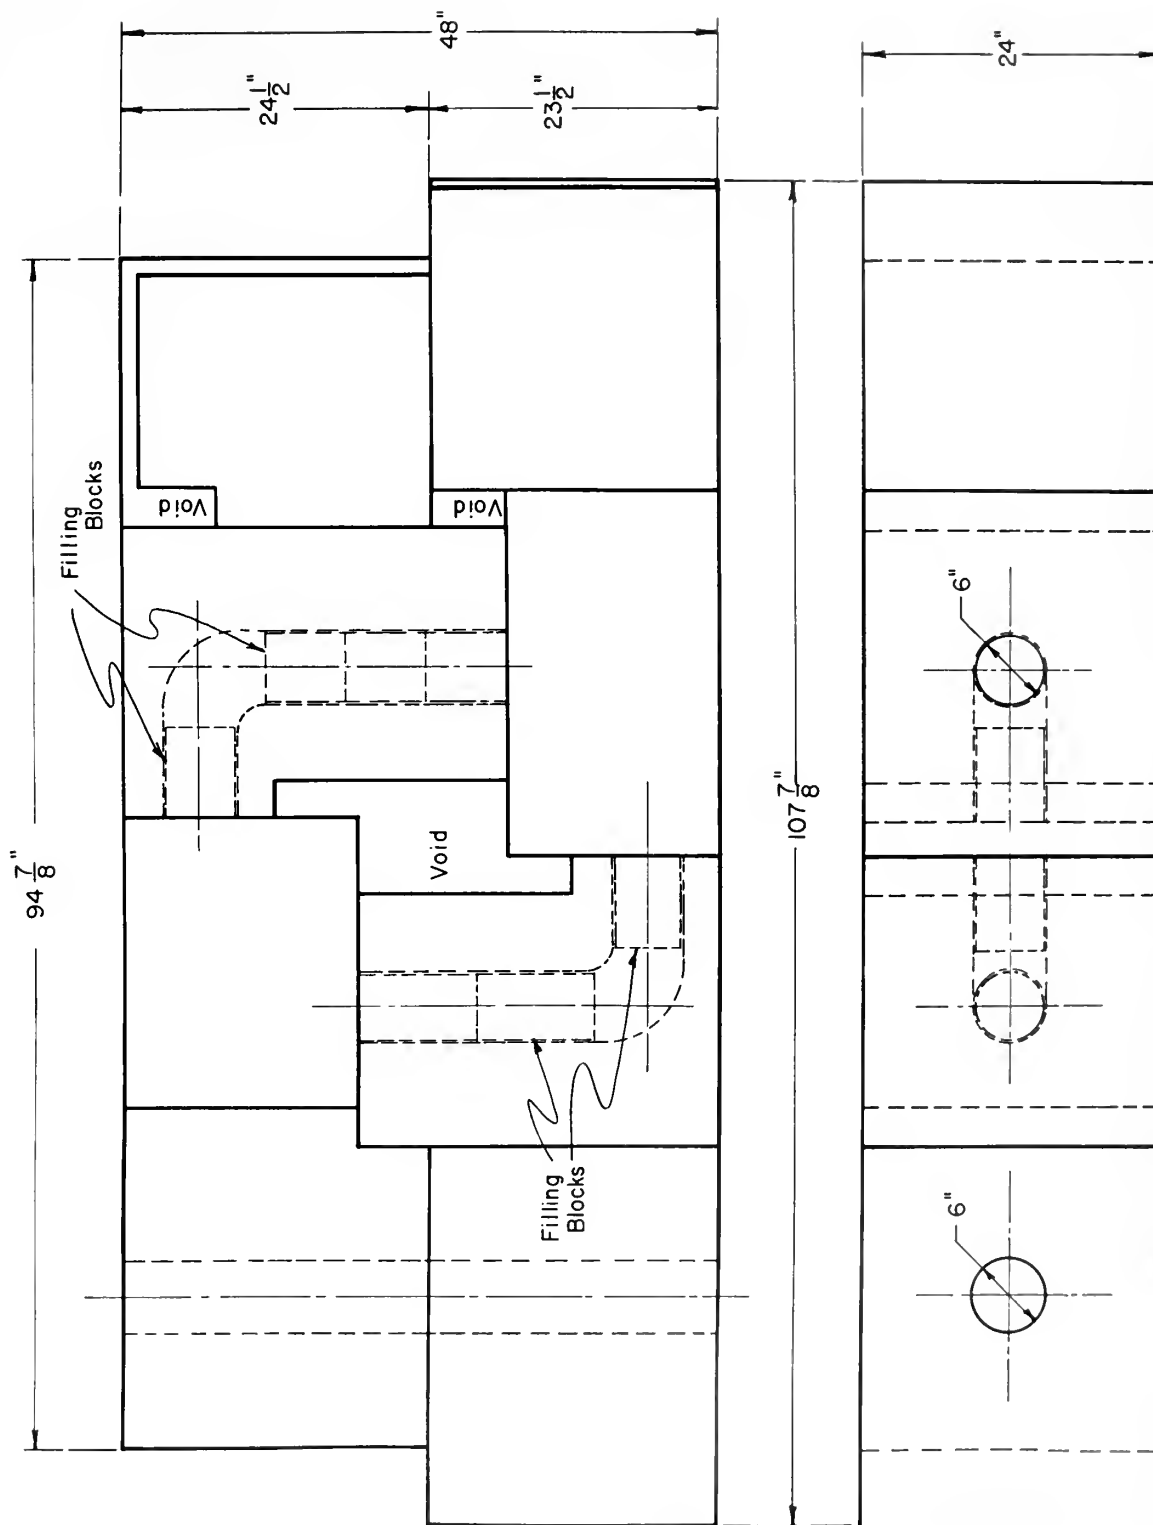 94 7/8"
Filling
Blocks
Void
Void
Void
Filling
Blocks
24 1/2"
23 1/2"
48"
107 7/8"
24"
6"
6"